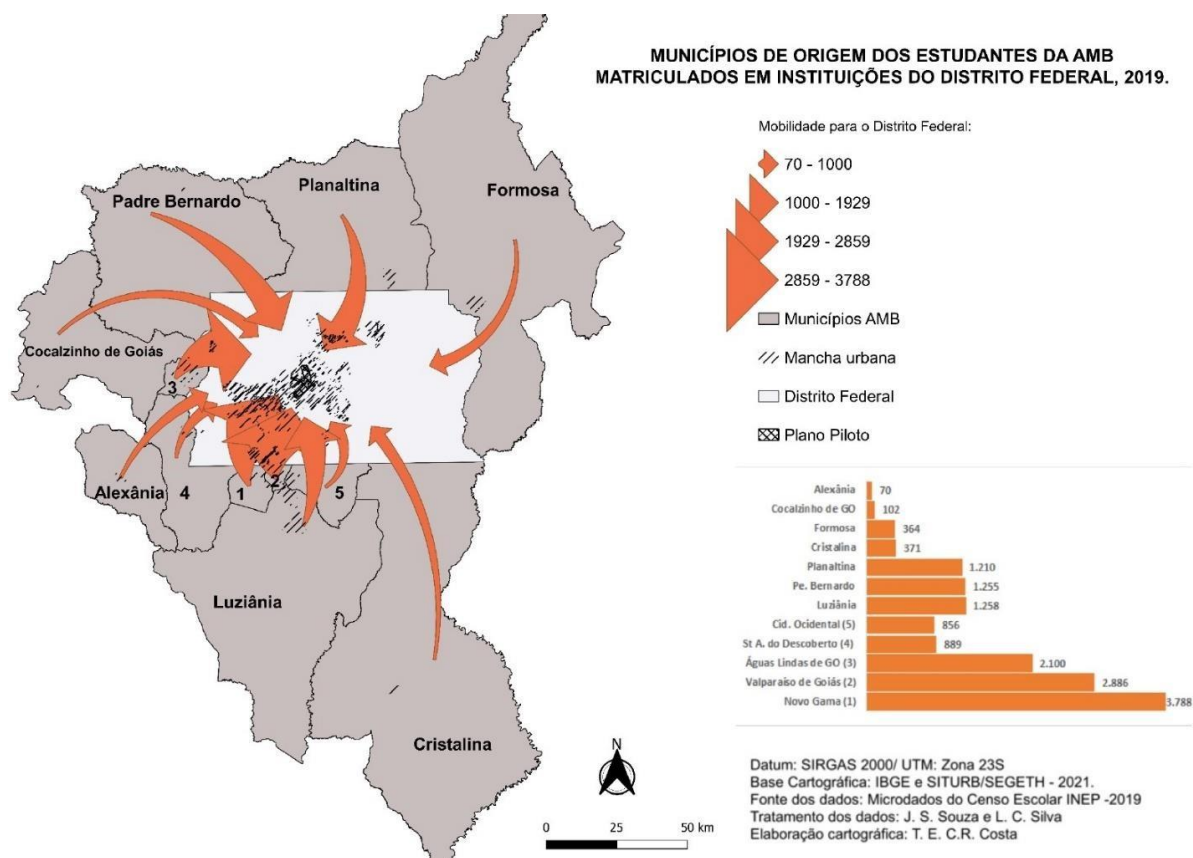 MUNICÍPIOS DE ORIGEM DOS ESTUDANTES DA AMB
MATRICULADOS EM INSTITUIÇÕES DO DISTRITO FEDERAL, 2019.
Mobilidade para o Distrito Federal:
70 - 1000
1000 - 1929
1929 - 2859
2859 - 3788
Municípios AMB
Mancha urbana
Distrito Federal
Plano Piloto
Padre Bernardo
Planaltina
Formosa
Cocalzinho de Goiás
3
Alexânia
4
1
2
5
Luziânia
Cristalina
N
0 25 50 km
Alexânia 70
Cocalzinho de GO 102
Formosa 364
Cristalina 371
Planaltina 1.210
Pe. Bernardo 1.255
Luziânia 1.258
Cid. Ocidental (5) 856
St A. do Descoberto (4) 889
Águas Lindas de GO (3) 2.100
Valparaíso de Goiás (2) 2.886
Novo Gama (1) 3.788
Datum: SIRGAS 2000/ UTM: Zona 23S
Base Cartográfica: IBGE e SITURB/SEGETH - 2021.
Fonte dos dados: Microdados do Censo Escolar INEP -2019
Tratamento dos dados: J. S. Souza e L. C. Silva
Elaboração cartográfica: T. E. C.R. Costa